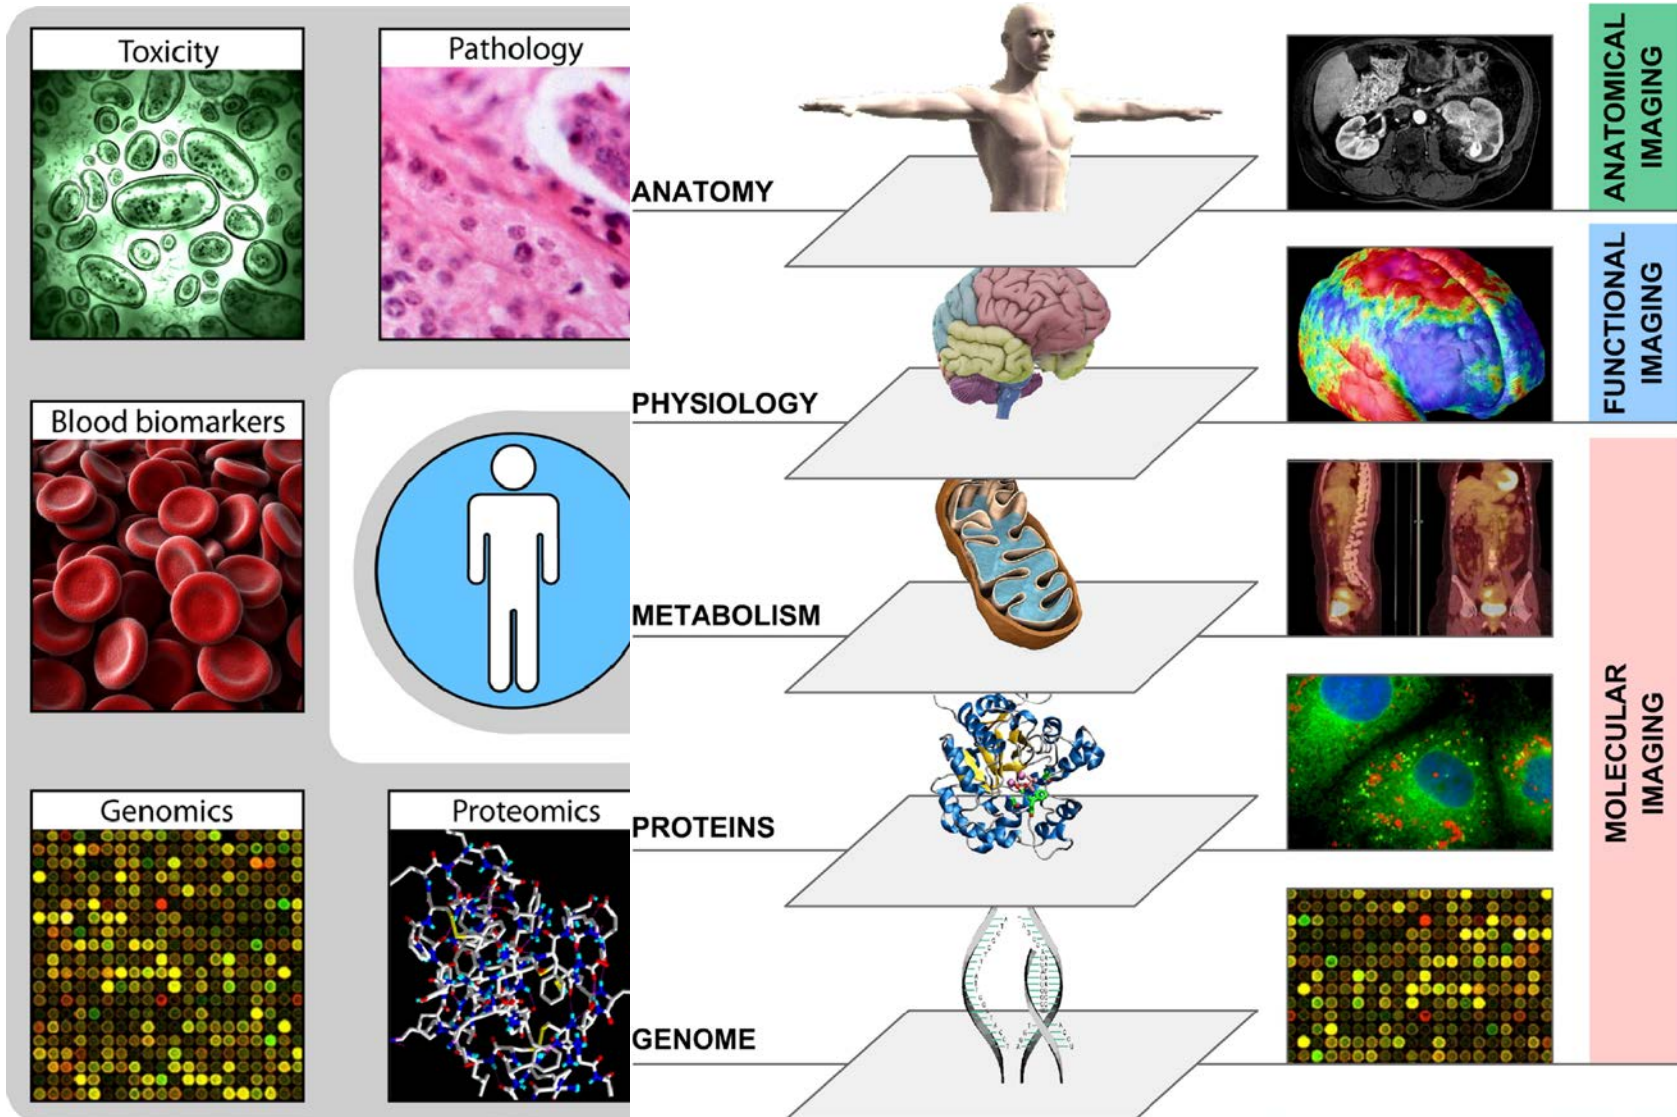 Toxicity
Pathology
Blood biomarkers
Genomics
Proteomics
ANATOMY
PHYSIOLOGY
METABOLISM
PROTEINS
GENOME
ANATOMICAL
IMAGING
FUNCTIONAL
IMAGING
MOLECULAR
IMAGING